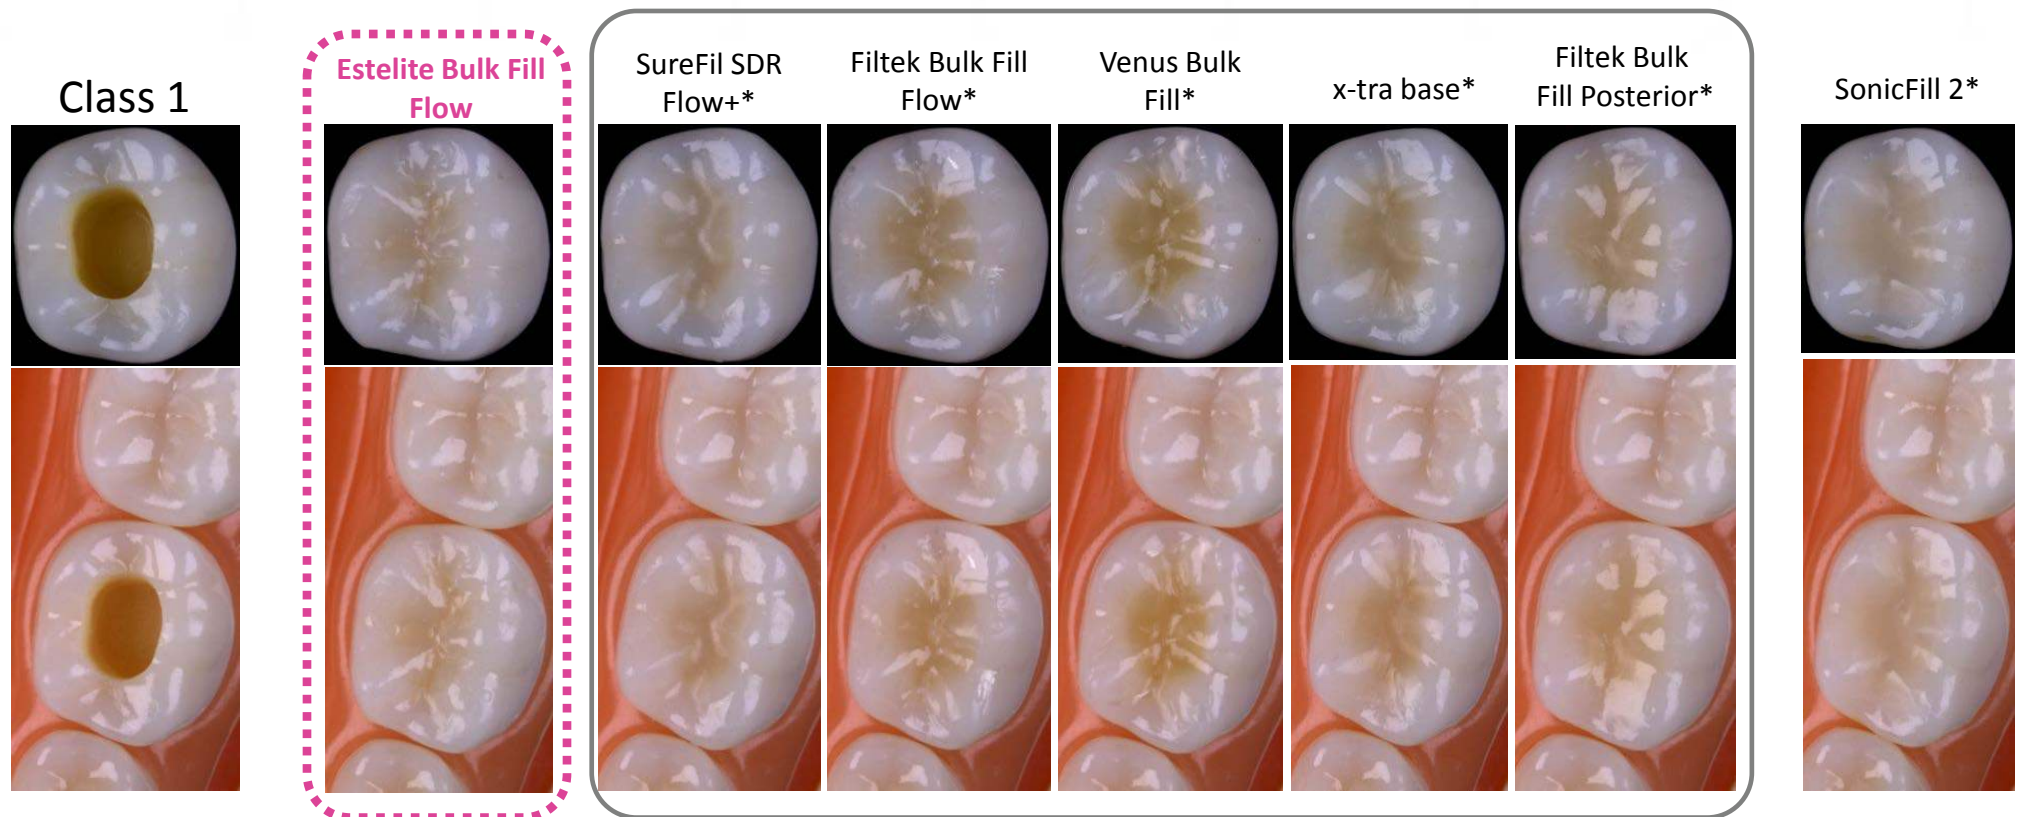 Class 1
Estelite Bulk Fill
Flow
SureFil SDR
Flow+*
Filtek Bulk Fill
Flow*
Venus Bulk
Fill*
x-tra base*
Filtek Bulk
Fill Posterior*
SonicFill 2*